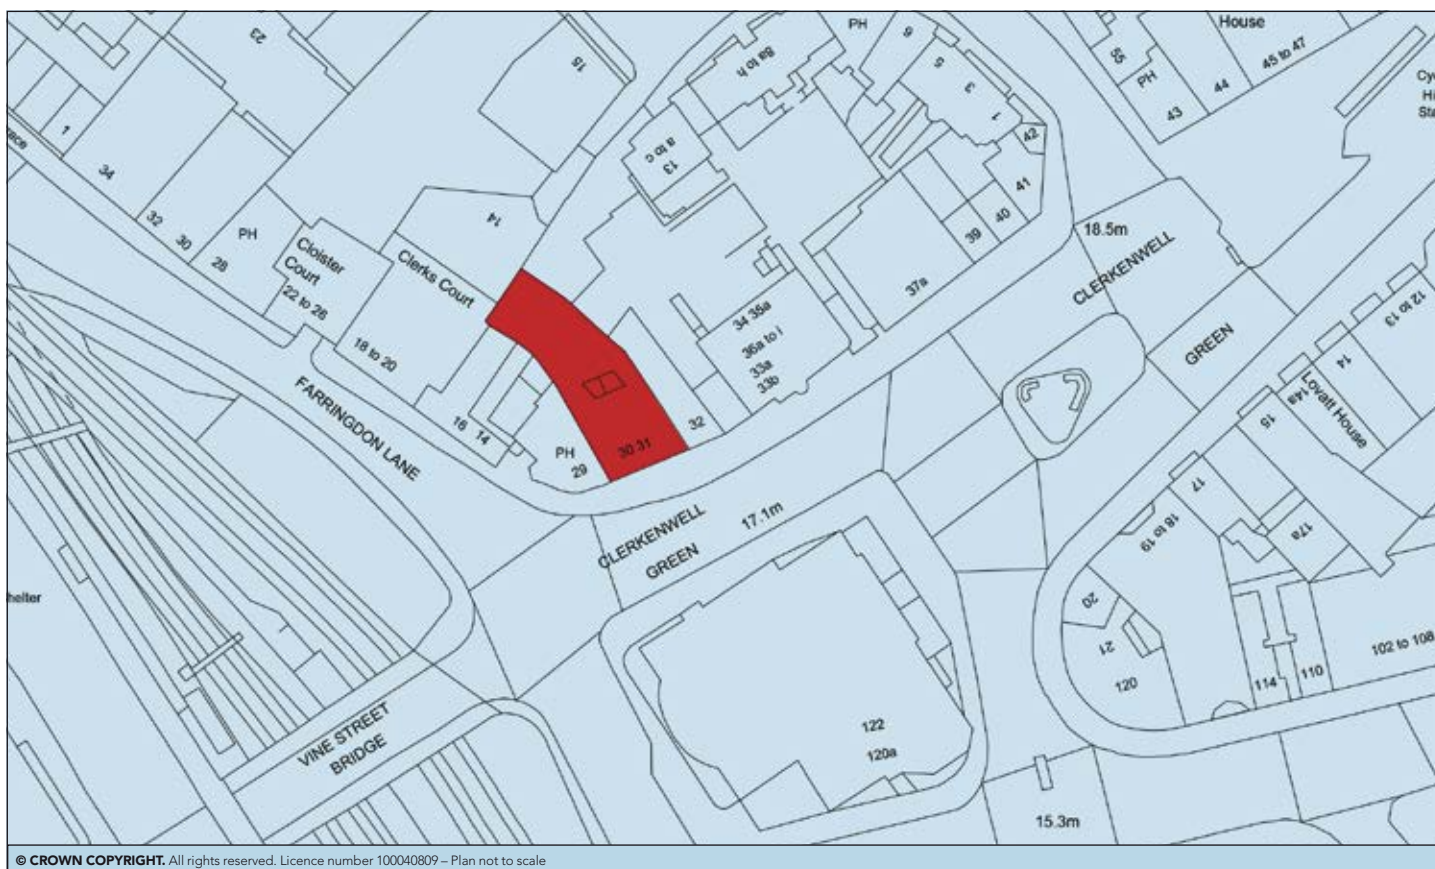 House
PH
23
15
8a to h
6
5
3
1
55
PH
43
44
45 to 47
1
34
32
30
28
PH
Cloister
Court
22 to 26
13
a to c
14
Clerks Court
18 to 20
42
41
40
39
37a
18.5m
CLERKENWELL
GREEN
34 35a
36a to i
33a
33b
32
30 31
PH
29
16
14
FARRINGDON LANE
12 to 13
14
Lovatt House
14a
15
17
17a
18 to 19
CLERKENWELL
GREEN
17.1m
20
21
120
114
110
102 to 108
122
120a
15.3m
VINE STREET
BRIDGE
© CROWN COPYRIGHT. All rights reserved. Licence number 100040809 – Plan not to scale